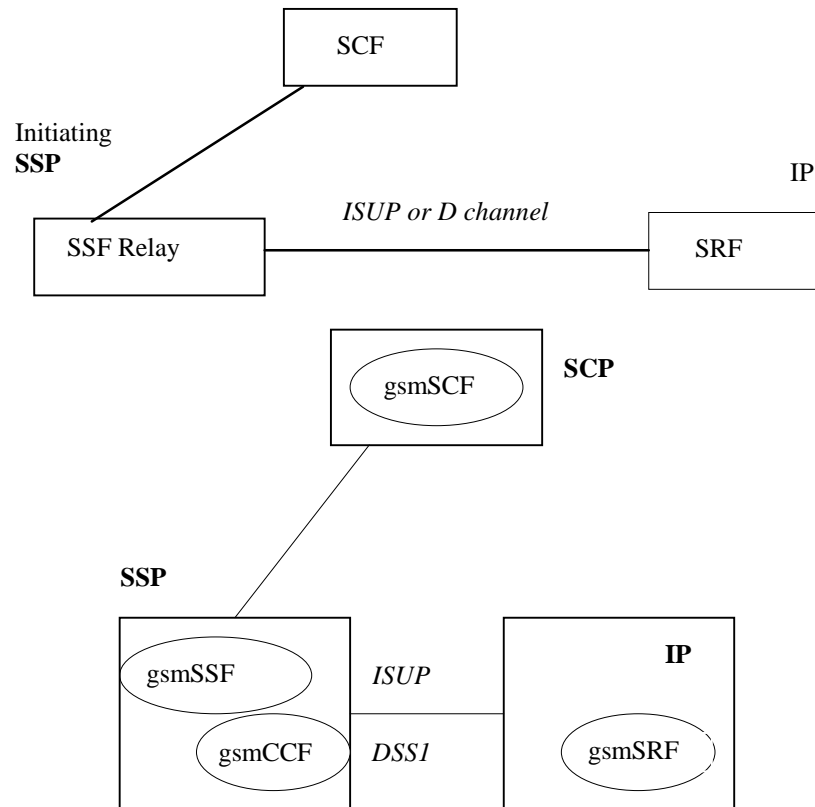 SCF
Initiating
SSP
IP
ISUP or D channel
SSF Relay
SRF
gsmSCF
SCP
SSP
gsmSSF
ISUP
IP
gsmCCF
DSS1
gsmSRF